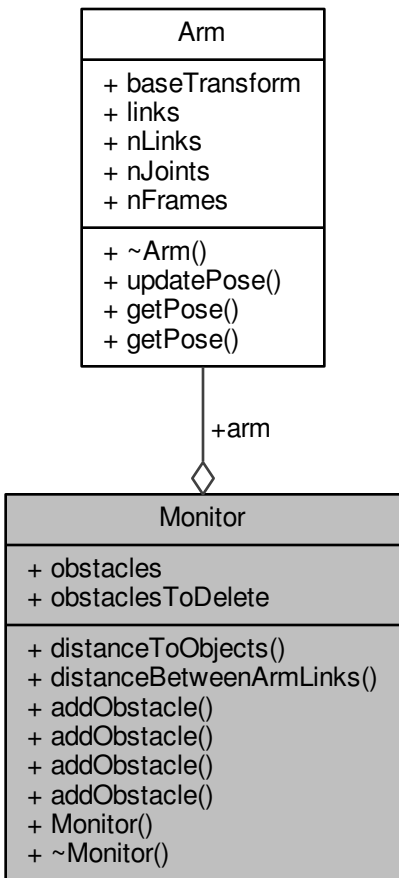 Arm
+ baseTransform
+ links
+ nLinks
+ nJoints
+ nFrames
+ ~Arm()
+ updatePose()
+ getPose()
+ getPose()
+arm
Monitor
+ obstacles
+ obstaclesToDelete
+ distanceToObjects()
+ distanceBetweenArmLinks()
+ addObstacle()
+ addObstacle()
+ addObstacle()
+ addObstacle()
+ Monitor()
+ ~Monitor()